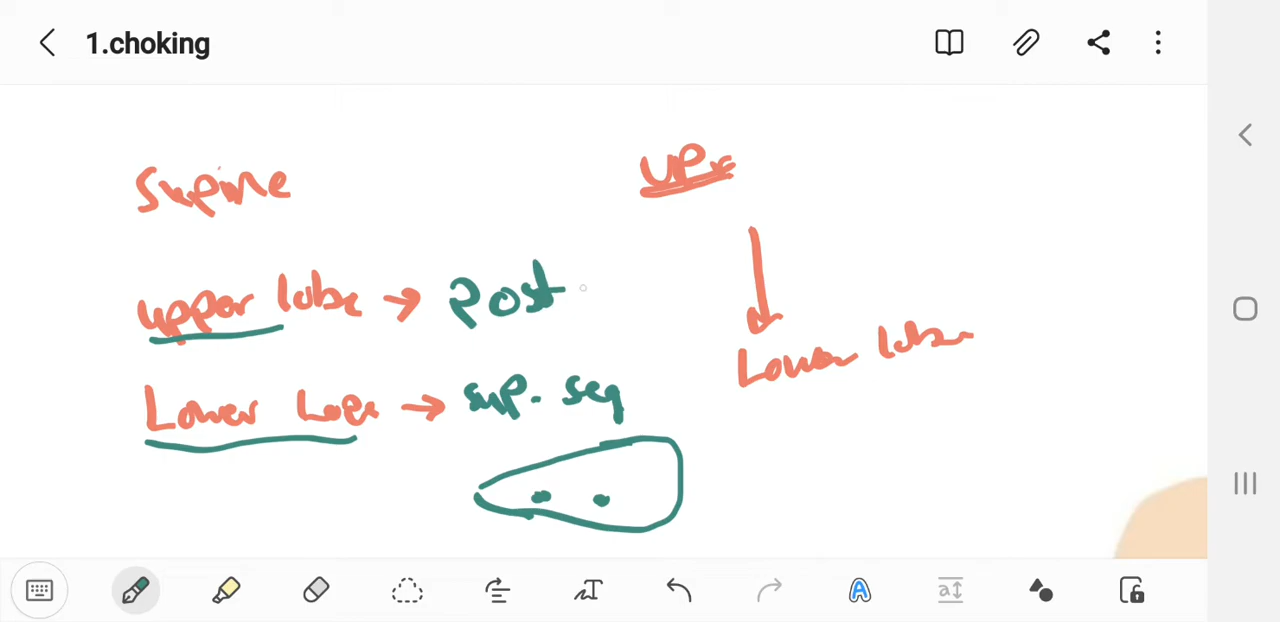 1.choking
Supine
UPr
upper lobe → Post
Lower Lobe → sup. seg
Lower lobe